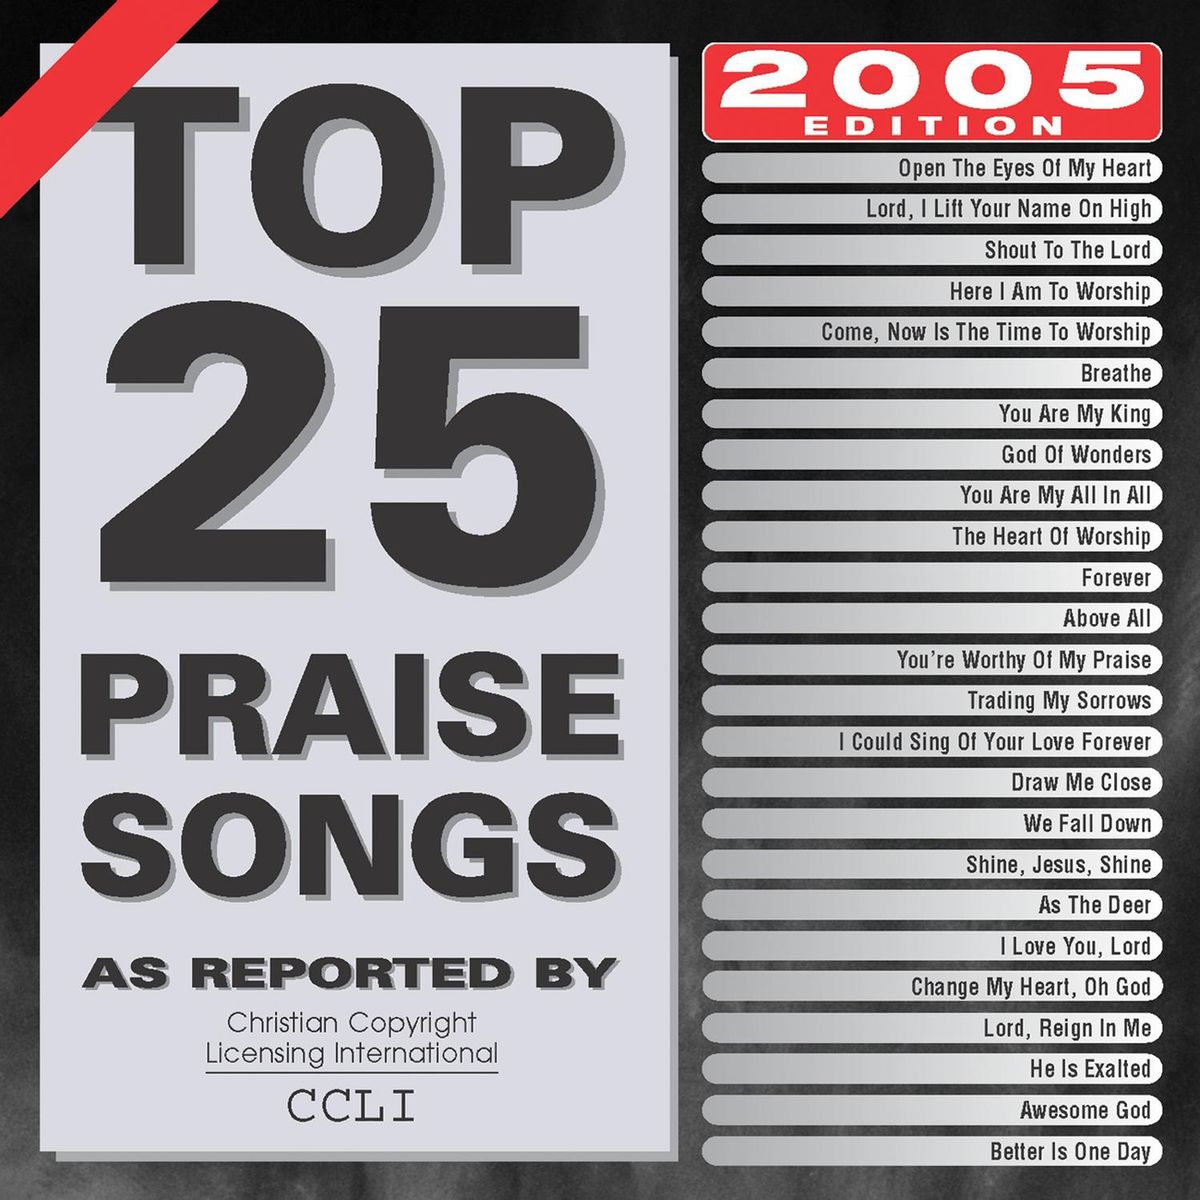 TOP
25
PRAISE
SONGS
AS REPORTED BY
Christian Copyright
Licensing International
CCLI
2005
EDITION
Open The Eyes Of My Heart
Lord, I Lift Your Name On High
Shout To The Lord
Here I Am To Worship
Come, Now Is The Time To Worship
Breathe
You Are My King
God Of Wonders
You Are My All In All
The Heart Of Worship
Forever
Above All
You're Worthy Of My Praise
Trading My Sorrows
I Could Sing Of Your Love Forever
Draw Me Close
We Fall Down
Shine, Jesus, Shine
As The Deer
I Love You, Lord
Change My Heart, Oh God
Lord, Reign In Me
He Is Exalted
Awesome God
Better Is One Day